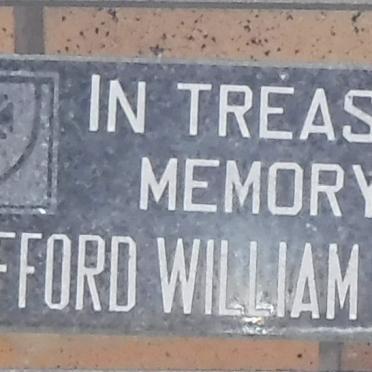 IN TREAS
MEMORY
FFORD WILLIAM